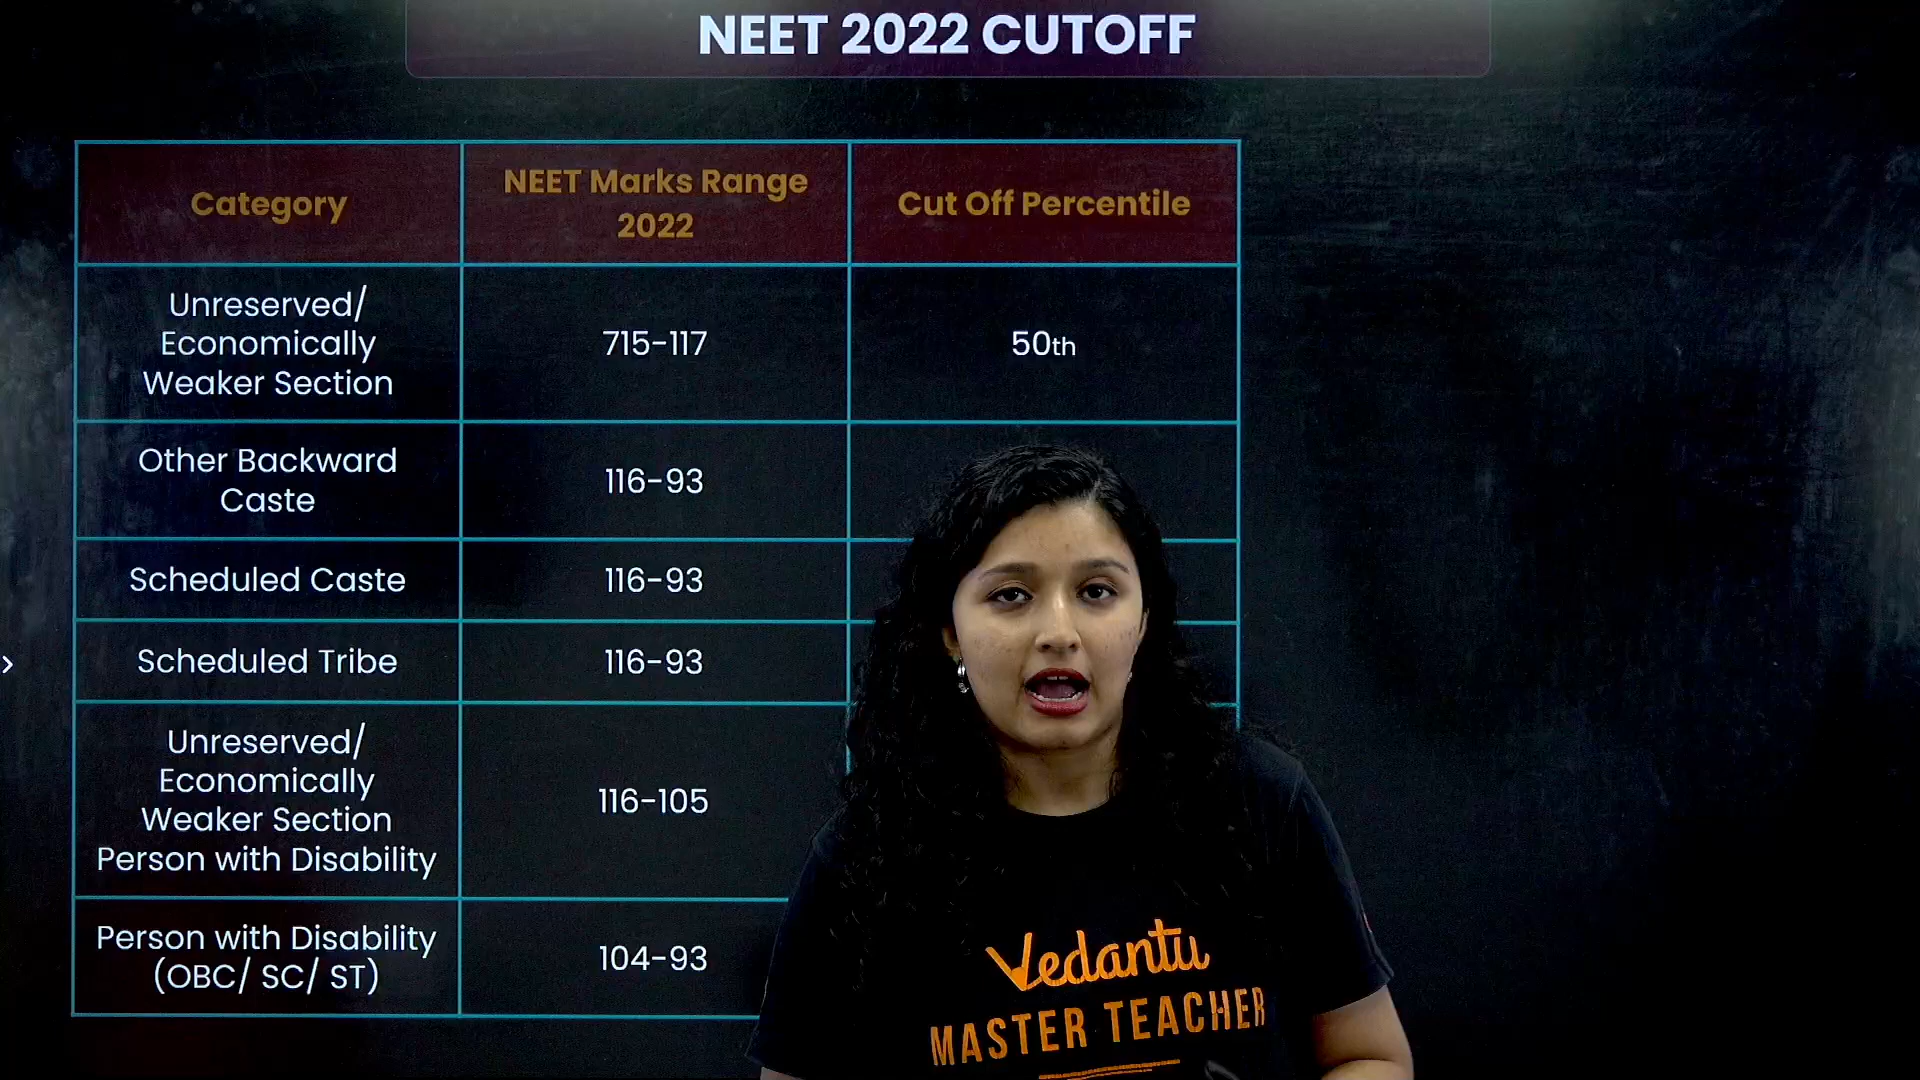 NEET 2022 CUTOFF
Category
NEET Marks Range
2022
Cut Off Percentile
Unreserved/
Economically
Weaker Section
715-117
50th
Other Backward
Caste
116-93
Scheduled Caste
116-93
Scheduled Tribe
116-93
Unreserved/
Economically
Weaker Section
Person with Disability
116-105
Person with Disability
(OBC/ SC/ ST)
104-93
Vedantu
MASTER TEACHER